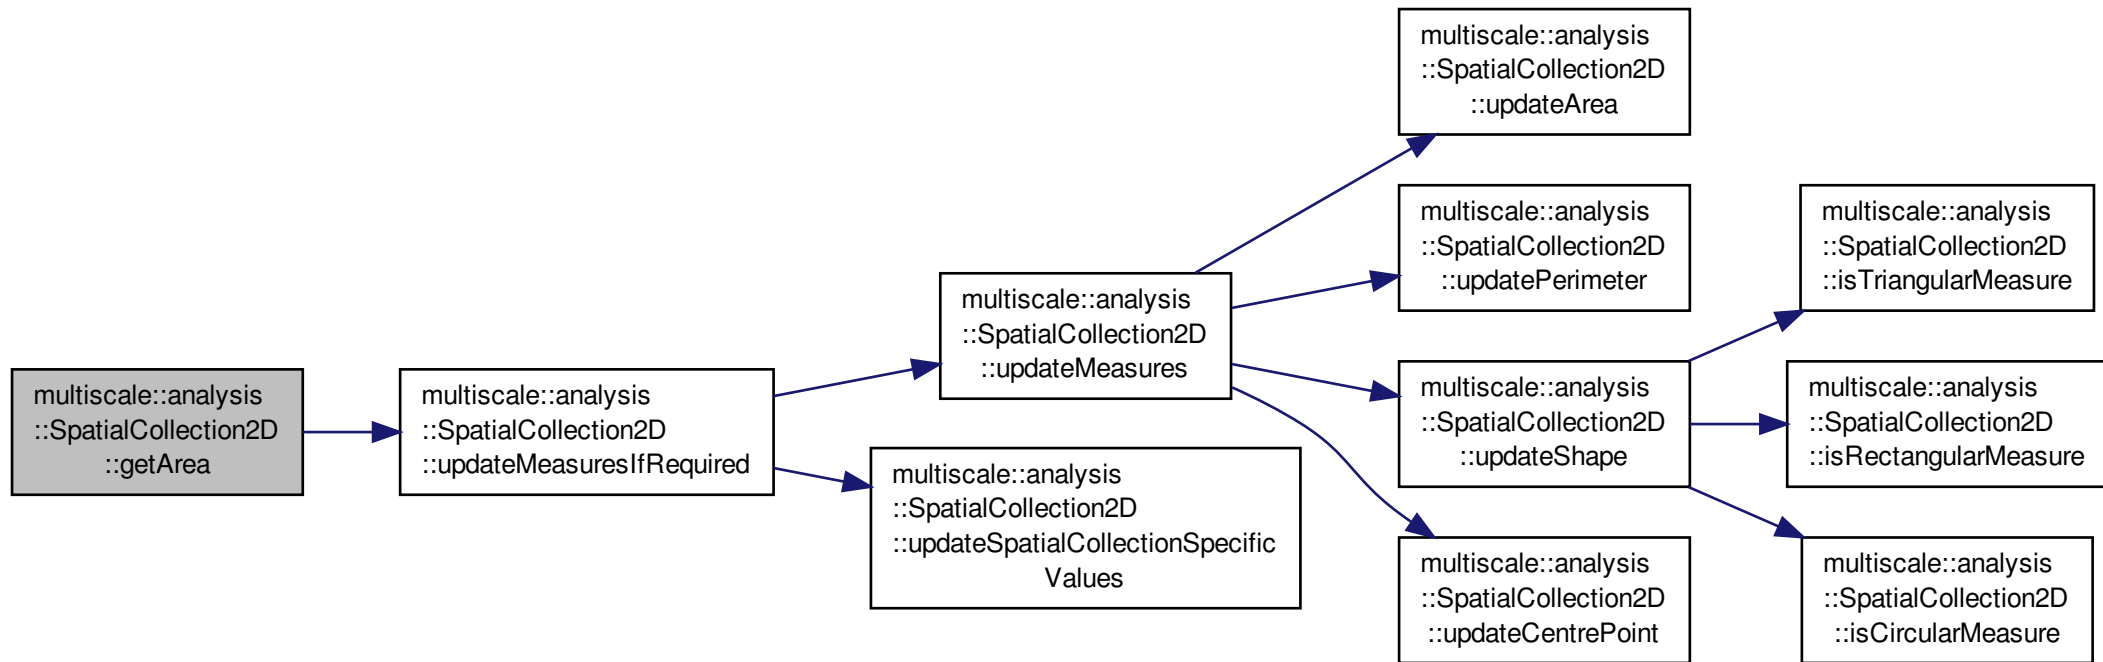 multiscale::analysis
::SpatialCollection2D
::getArea
multiscale::analysis
::SpatialCollection2D
::updateMeasuresIfRequired
multiscale::analysis
::SpatialCollection2D
::updateMeasures
multiscale::analysis
::SpatialCollection2D
::updateSpatialCollectionSpecific
Values
multiscale::analysis
::SpatialCollection2D
::updateArea
multiscale::analysis
::SpatialCollection2D
::updatePerimeter
multiscale::analysis
::SpatialCollection2D
::updateShape
multiscale::analysis
::SpatialCollection2D
::updateCentrePoint
multiscale::analysis
::SpatialCollection2D
::isTriangularMeasure
multiscale::analysis
::SpatialCollection2D
::isRectangularMeasure
multiscale::analysis
::SpatialCollection2D
::isCircularMeasure